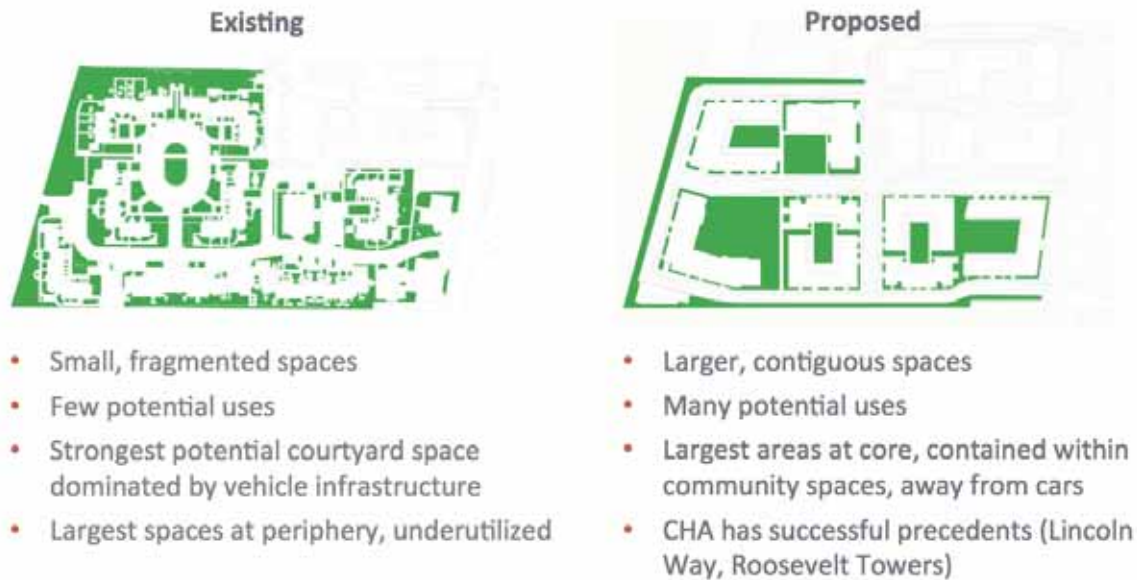 Existing
• Small, fragmented spaces
• Few potential uses
• Strongest potential courtyard space
dominated by vehicle infrastructure
• Largest spaces at periphery, underutilized
Proposed
• Larger, contiguous spaces
• Many potential uses
• Largest areas at core, contained within
community spaces, away from cars
• CHA has successful precedents (Lincoln
Way, Roosevelt Towers)